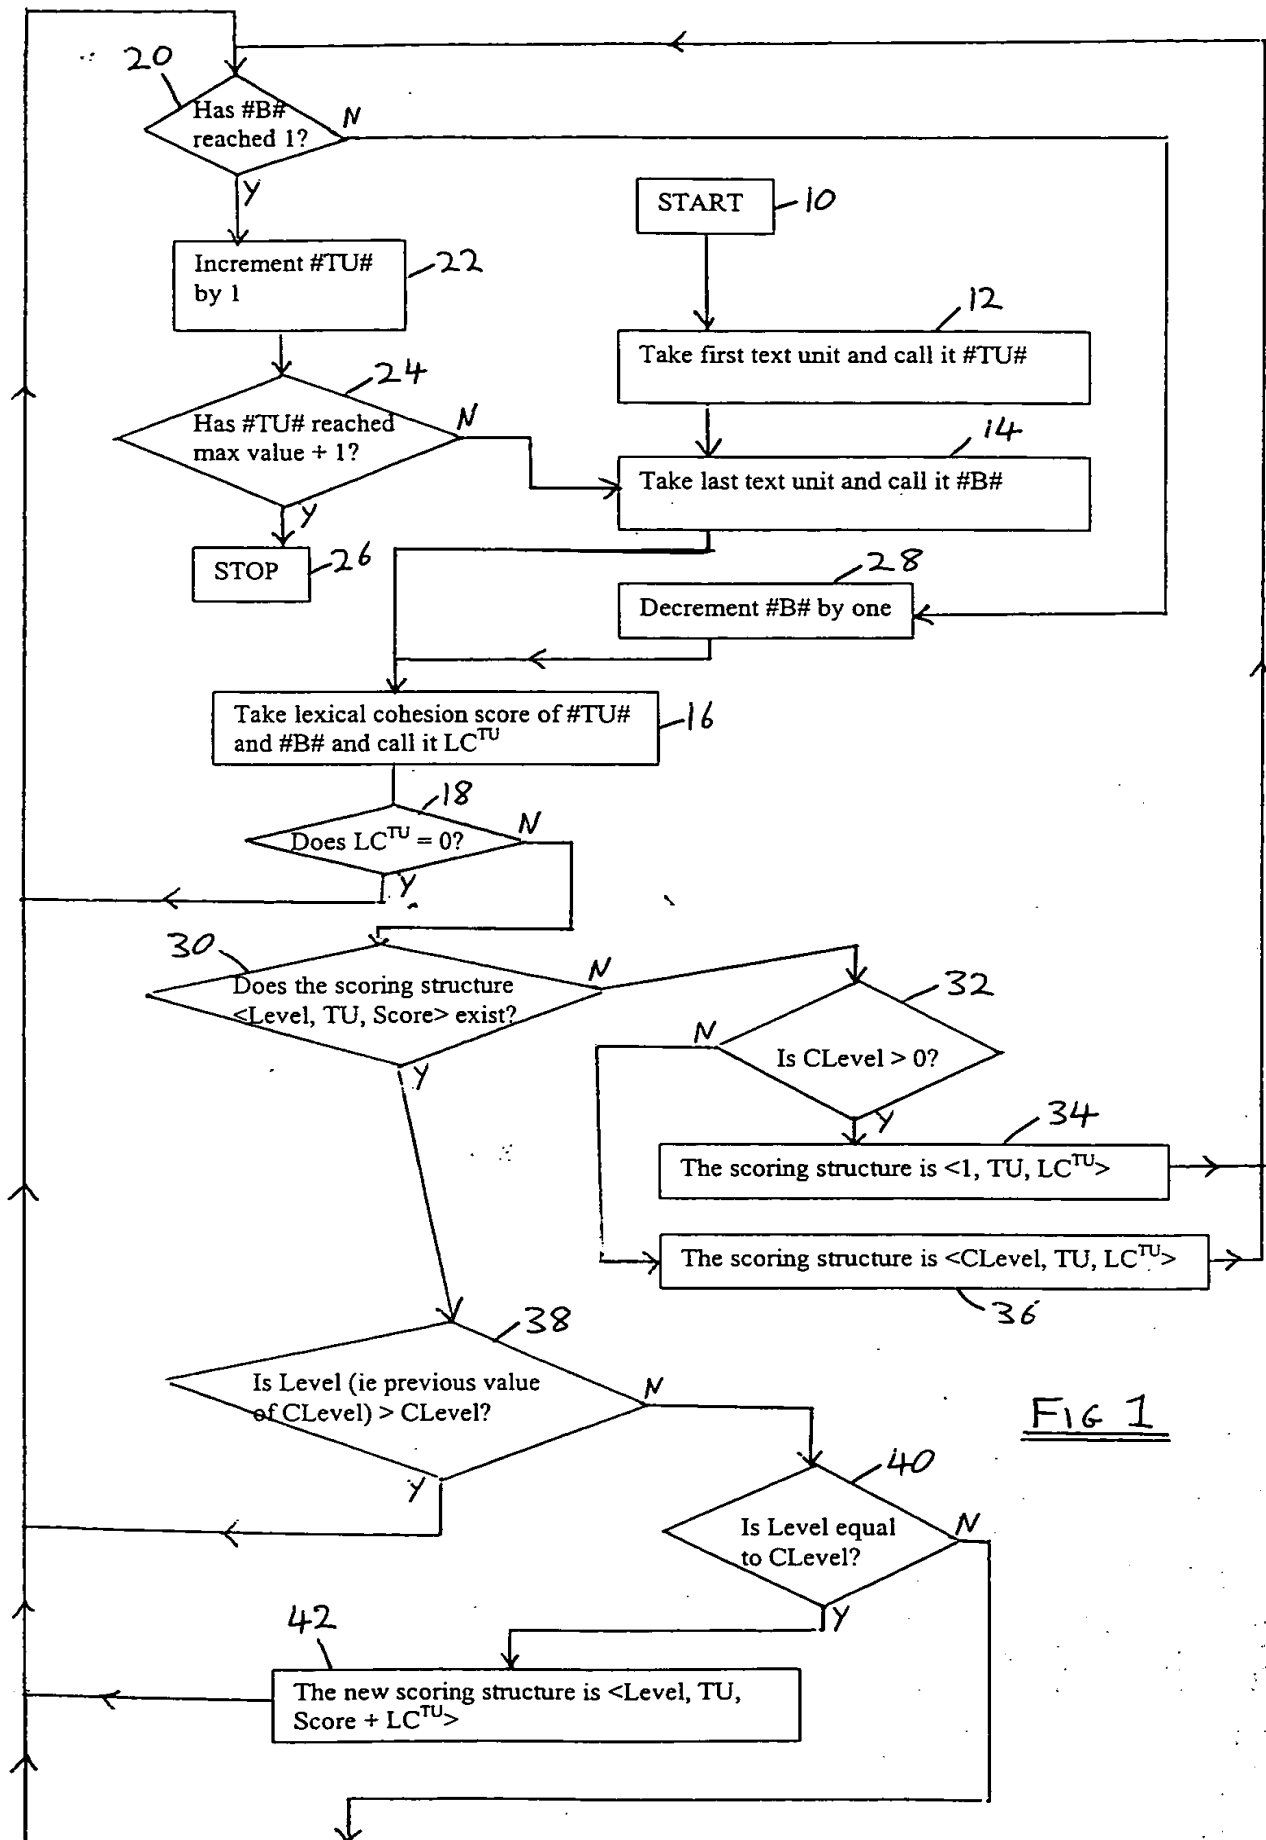 20
Has #B#
reached 1?
N
Y
START
10
Increment #TU#
by 1
22
12
Take first text unit and call it #TU#
24
Has #TU# reached
max value + 1?
N
Y
14
Take last text unit and call it #B#
STOP
26
28
Decrement #B# by one
Take lexical cohesion score of #TU#
and #B# and call it LC^TU
16
18
Does LC^TU = 0?
N
Y
30
Does the scoring structure
<Level, TU, Score> exist?
N
Y
32
Is CLevel > 0?
N
Y
34
The scoring structure is <1, TU, LC^TU>
The scoring structure is <CLevel, TU, LC^TU>
36
38
Is Level (ie previous value
of CLevel) > CLevel?
N
Y
FIG 1
40
Is Level equal
to CLevel?
N
Y
42
The new scoring structure is <Level, TU,
Score + LC^TU>